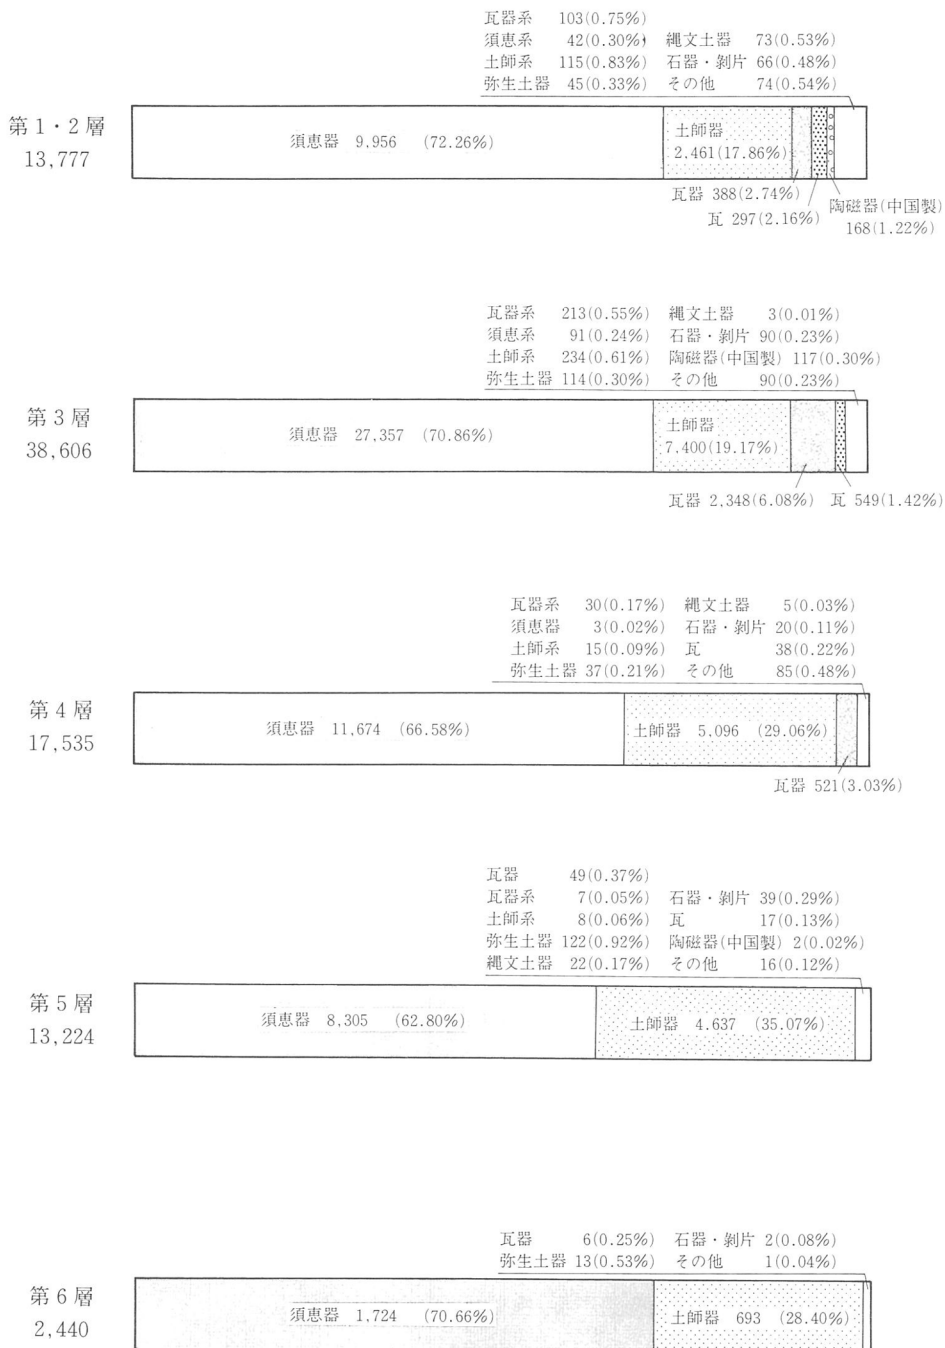 瓦器系 103(0.75%)
須恵系 42(0.30%) 縄文土器 73(0.53%)
土師系 115(0.83%) 石器・剝片 66(0.48%)
弥生土器 45(0.33%) その他 74(0.54%)
第1・2層
13,777
須恵器 9,956 (72.26%)
土師器
2.461(17.86%)
瓦器 388(2.74%)
瓦 297(2.16%)
陶磁器(中国製)
168(1.22%)
瓦器系 213(0.55%) 縄文土器 3(0.01%)
須恵系 91(0.24%) 石器・剝片 90(0.23%)
土師系 234(0.61%) 陶磁器(中国製) 117(0.30%)
弥生土器 114(0.30%) その他 90(0.23%)
第3層
38,606
須恵器 27,357 (70.86%)
土師器
7.400(19.17%)
瓦器 2,348(6.08%) 瓦 549(1.42%)
瓦器系 30(0.17%) 縄文土器 5(0.03%)
須恵器 3(0.02%) 石器・剝片 20(0.11%)
土師系 15(0.09%) 瓦 38(0.22%)
弥生土器 37(0.21%) その他 85(0.48%)
第4層
17,535
須恵器 11,674 (66.58%)
土師器 5.096 (29.06%)
瓦器 521(3.03%)
瓦器 49(0.37%)
瓦器系 7(0.05%) 石器・剝片 39(0.29%)
土師系 8(0.06%) 瓦 17(0.13%)
弥生土器 122(0.92%) 陶磁器(中国製) 2(0.02%)
縄文土器 22(0.17%) その他 16(0.12%)
第5層
13,224
須恵器 8,305 (62.80%)
土師器 4.637 (35.07%)
瓦器 6(0.25%) 石器・剝片 2(0.08%)
弥生土器 13(0.53%) その他 1(0.04%)
第6層
2,440
須恵器 1,724 (70.66%)
土師器 693 (28.40%)